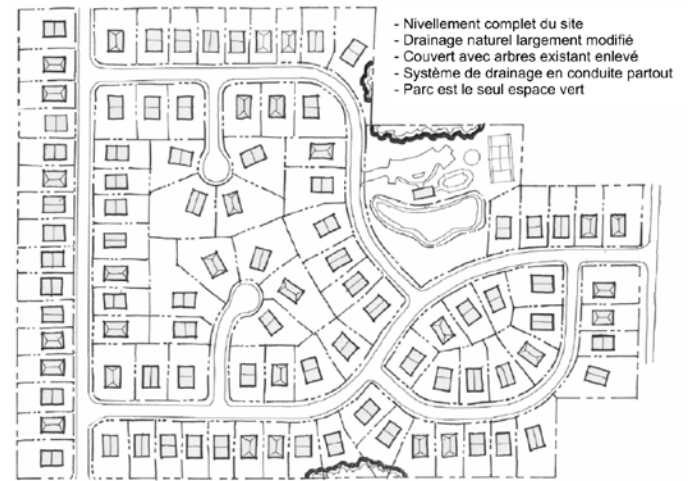 - Nivellement complet du site
- Drainage naturel largement modifié
- Couvert avec arbres existant enlevé
- Système de drainage en conduite partout
- Parc est le seul espace vert